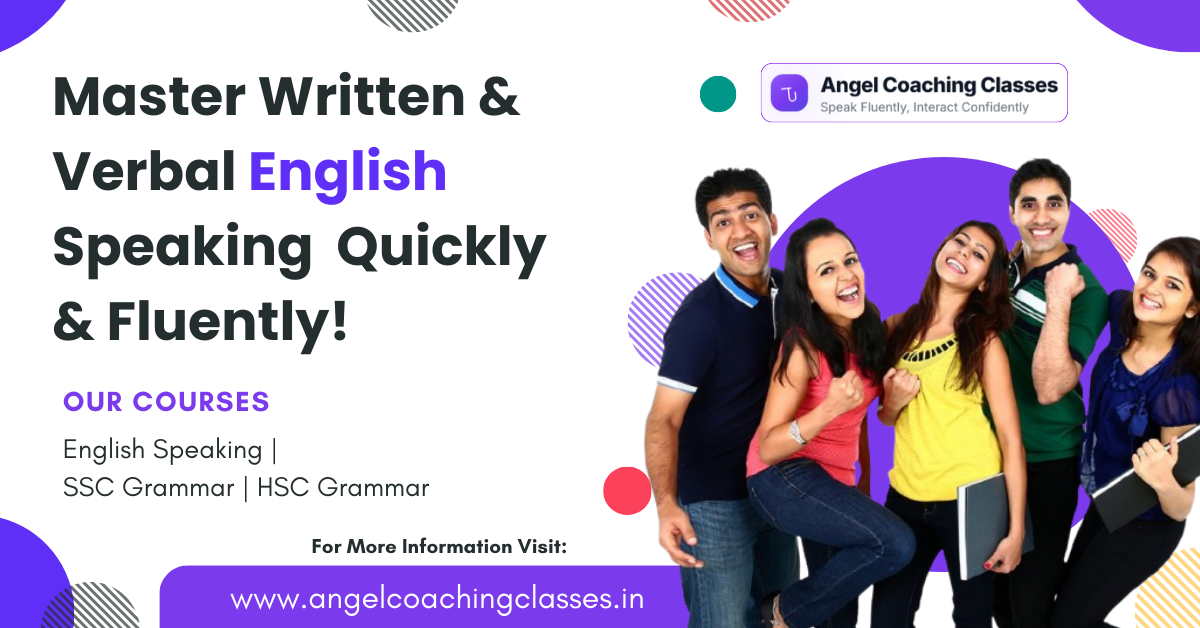 Master Written &
Verbal English
Speaking Quickly
& Fluently!
OUR COURSES
English Speaking |
SSC Grammar | HSC Grammar
For More Information Visit:
www.angelcoachingclasses.in
Angel Coaching Classes
Speak Fluently, Interact Confidently